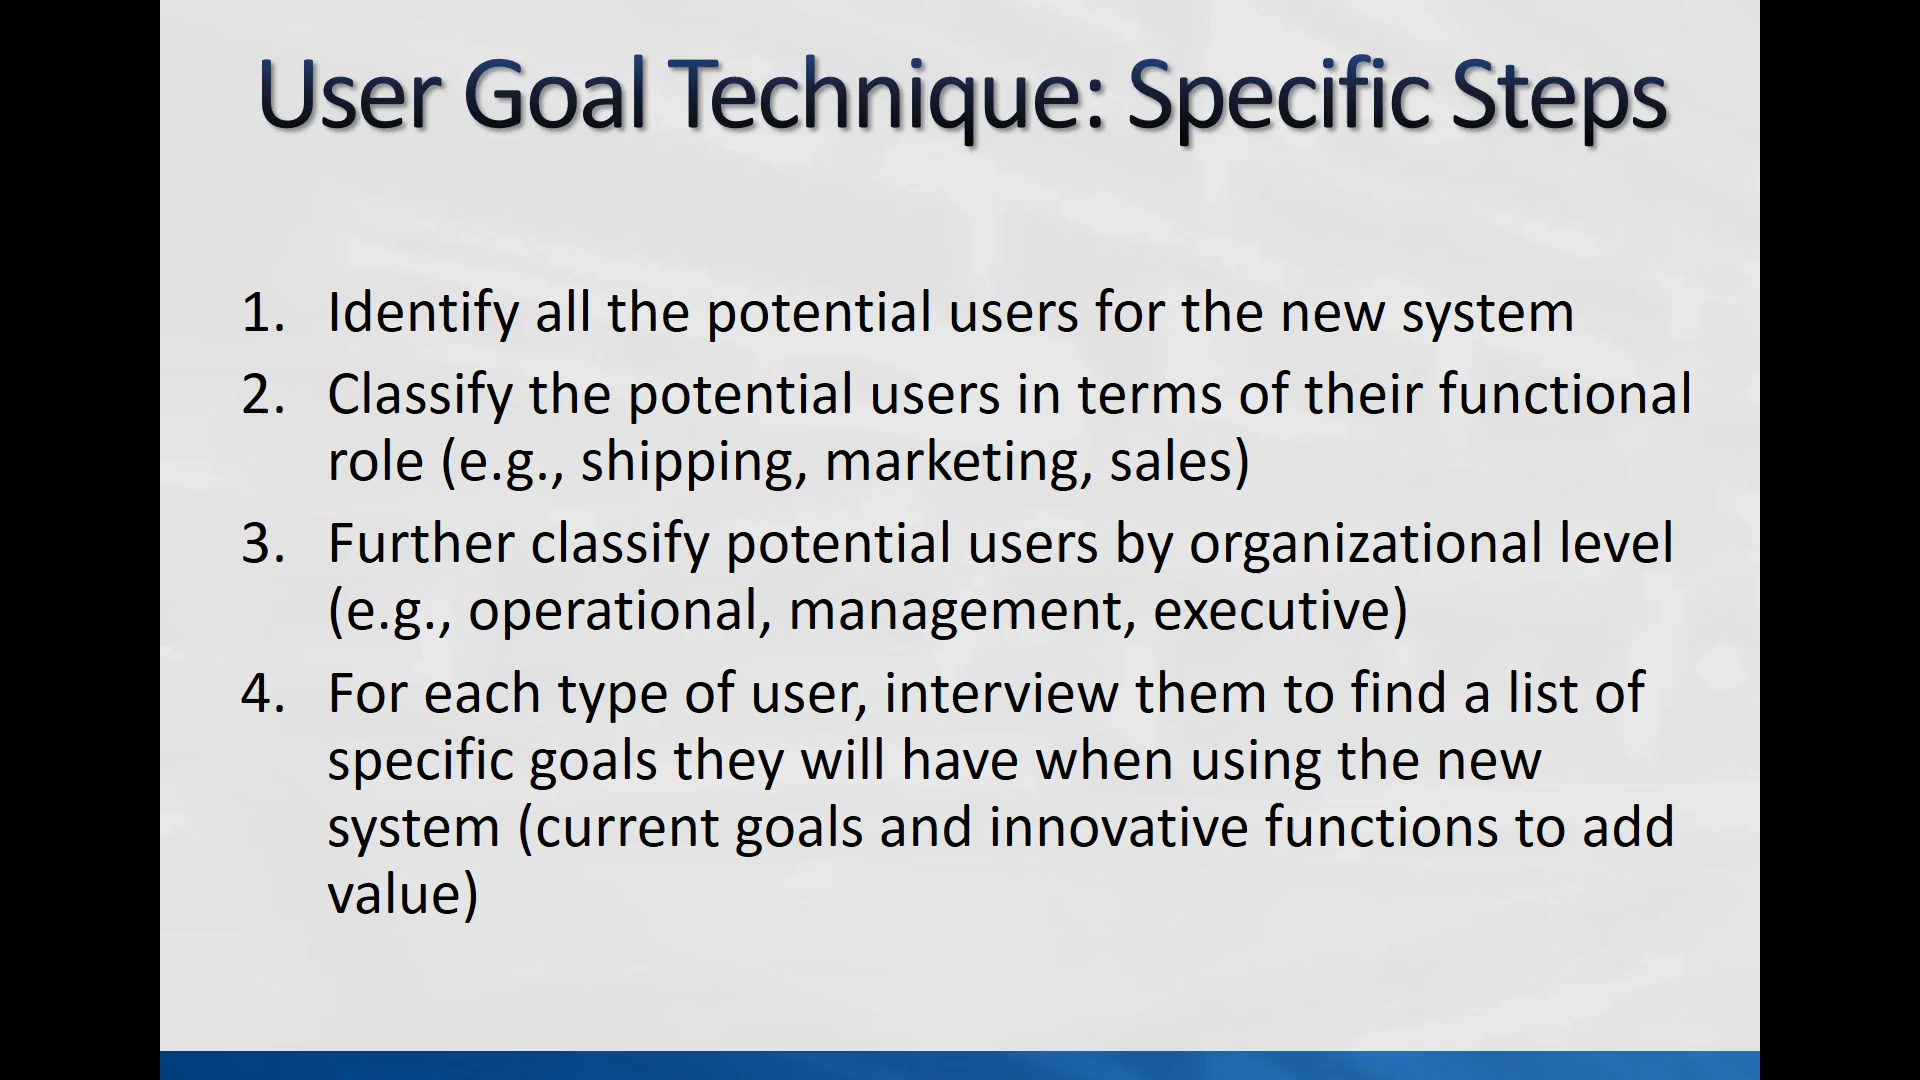 User Goal Technique: Specific Steps
1. Identify all the potential users for the new system
2. Classify the potential users in terms of their functional
role (e.g., shipping, marketing, sales)
3. Further classify potential users by organizational level
(e.g., operational, management, executive)
4. For each type of user, interview them to find a list of
specific goals they will have when using the new
system (current goals and innovative functions to add
value)